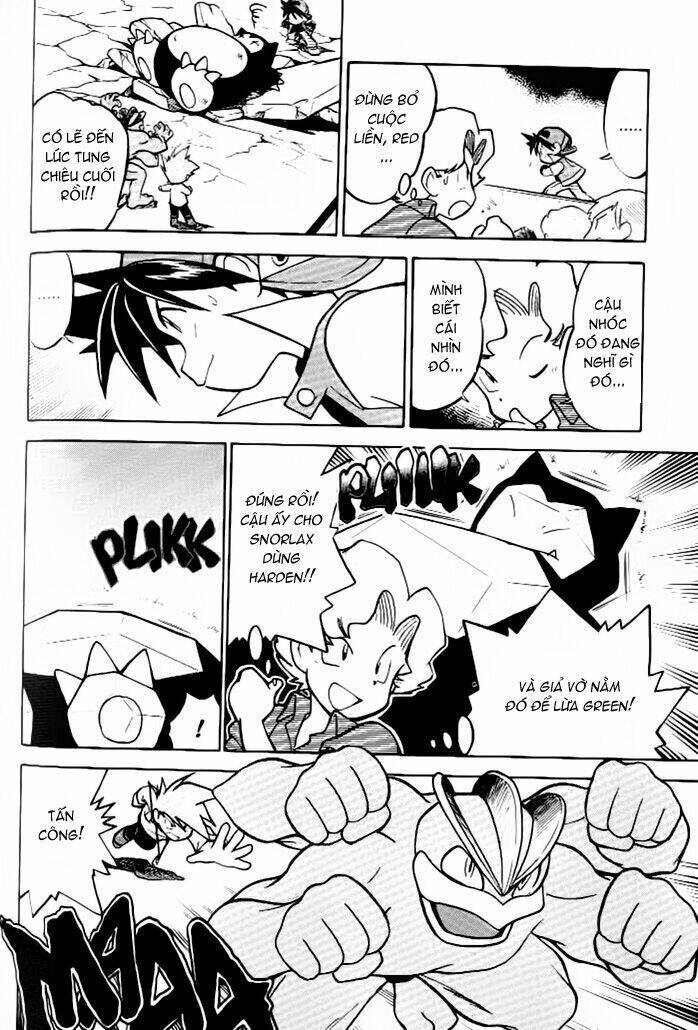 ......
ĐỪNG BỎ
CUỘC
LIỀN, RED
...
CÓ LẼ ĐẾN
LÚC TUNG
CHIÊU CUỐI
RỒI!!
CẬU
NHÓC
ĐÓ ĐANG
NGHĨ GÌ
ĐÓ...
MÌNH
BIẾT
CÁI
NHÌN
ĐÓ...
......
PLIIIIK
ĐÚNG RỒI!
CẬU ẤY CHO
SNORLAX
DÙNG
HARDEN!!
VÀ GIẢ VỜ NẰM
ĐÓ ĐỂ LỪA GREEN!
PLIKK
!
TẤN
CÔNG!
MAAA